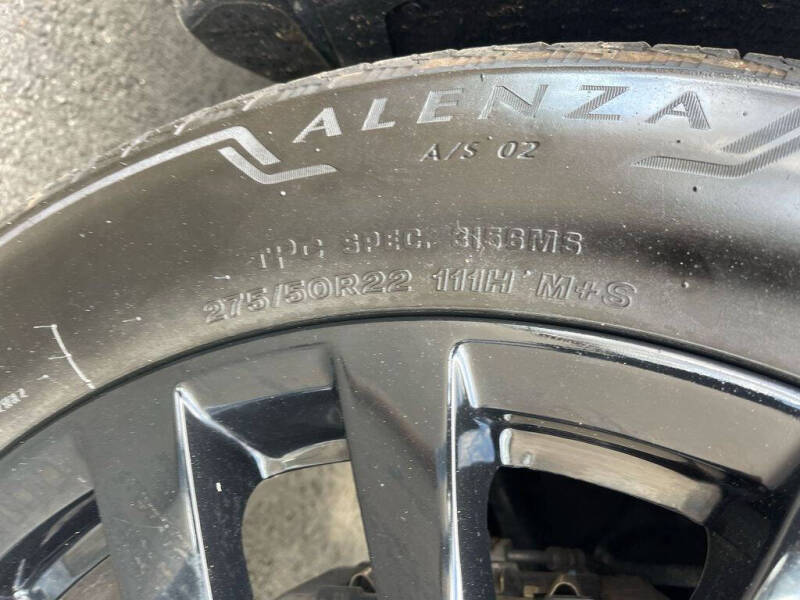 ALENZA
A/S 02
TPC SPEC. 3156MS
275/50R22 111H M+S